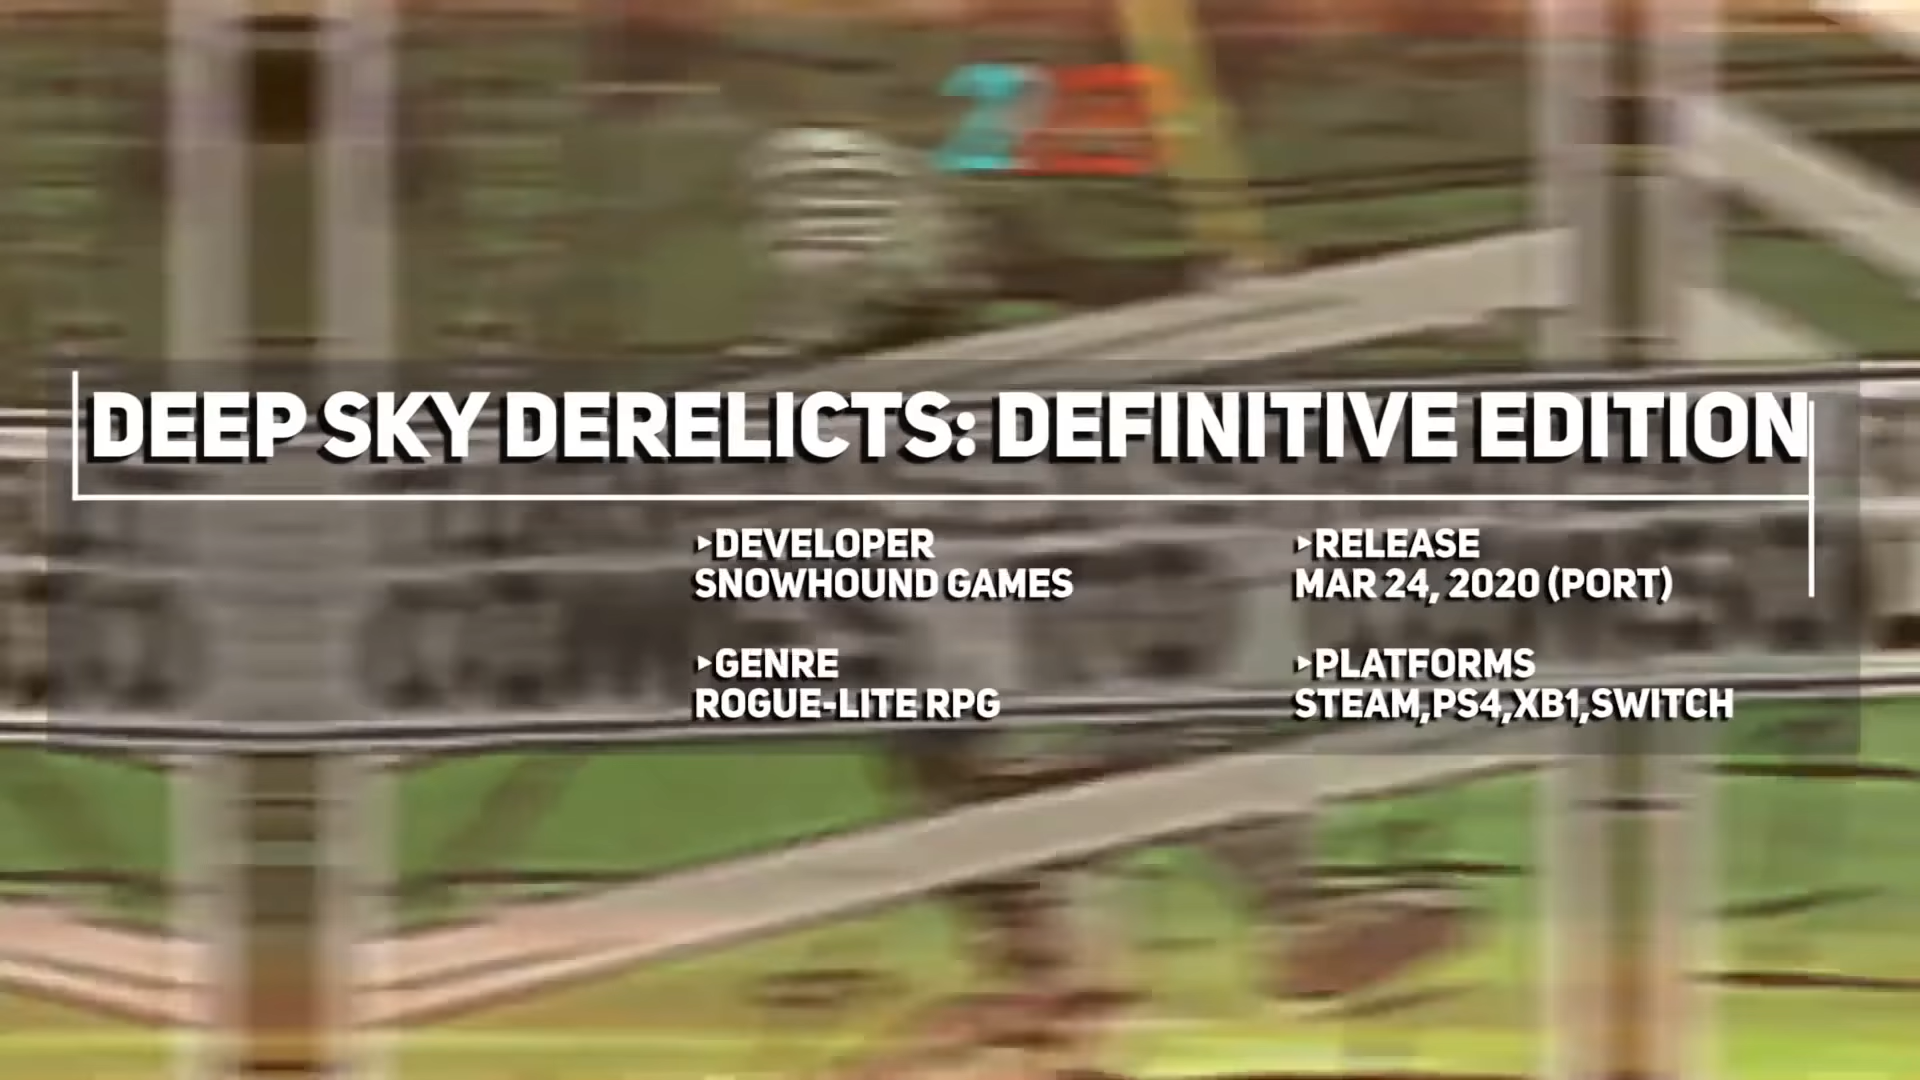 DEEP SKY DERELICTS: DEFINITIVE EDITION
▸DEVELOPER
SNOWHOUND GAMES
▸RELEASE
MAR 24, 2020 (PORT)
▸GENRE
ROGUE-LITE RPG
▸PLATFORMS
STEAM,PS4,XB1,SWITCH